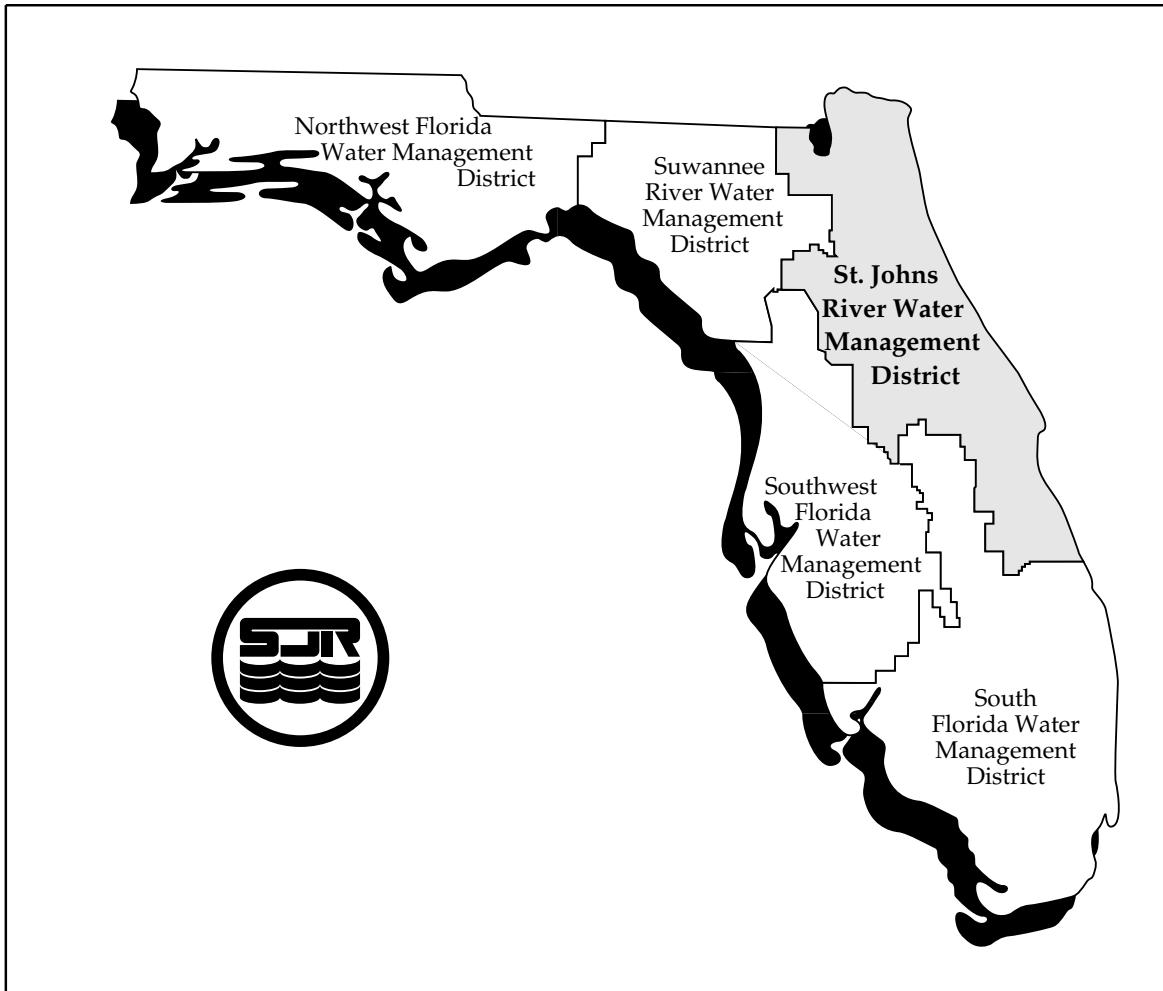 Northwest Florida
Water Management
District
Suwannee
River Water
Management
District
St. Johns
River Water
Management
District
Southwest
Florida
Water
Management
District
SJR
South
Florida Water
Management
District